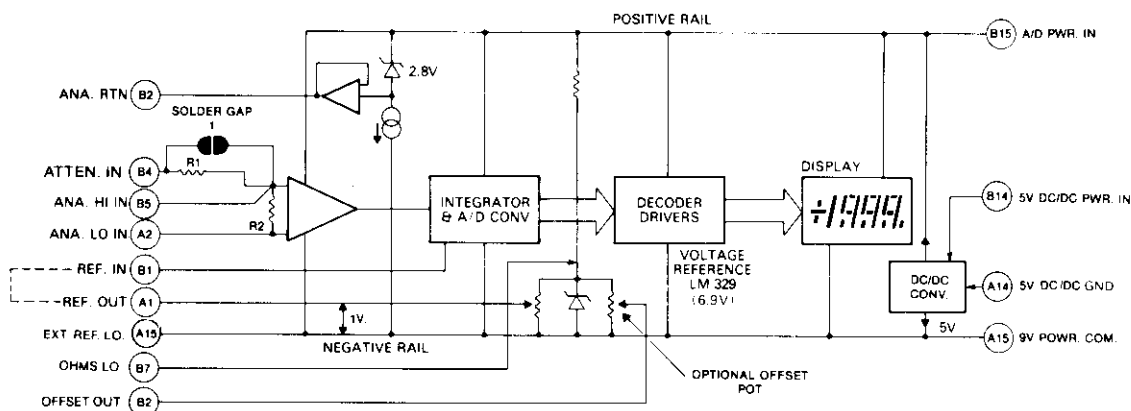 POSITIVE RAIL
B15 A/D PWR. IN
2.8V
ANA. RTN B2
SOLDER GAP
1
ATTEN. IN B4
R1
DISPLAY
ANA. HI IN B5
INTEGRATOR
& A/D CONV
DECODER
DRIVERS
÷1999.
B14 5V DC/DC PWR. IN
R2
ANA. LO IN A2
REF. IN B1
VOLTAGE
REFERENCE
LM 329
(6.9V)
DC/DC
CONV.
A14 5V DC/DC GND
REF. OUT A1
1V.
5V
EXT REF. LO. A15
NEGATIVE RAIL
A15 9V POWR. COM.
OHMS LO B7
OPTIONAL OFFSET
POT
OFFSET OUT B2